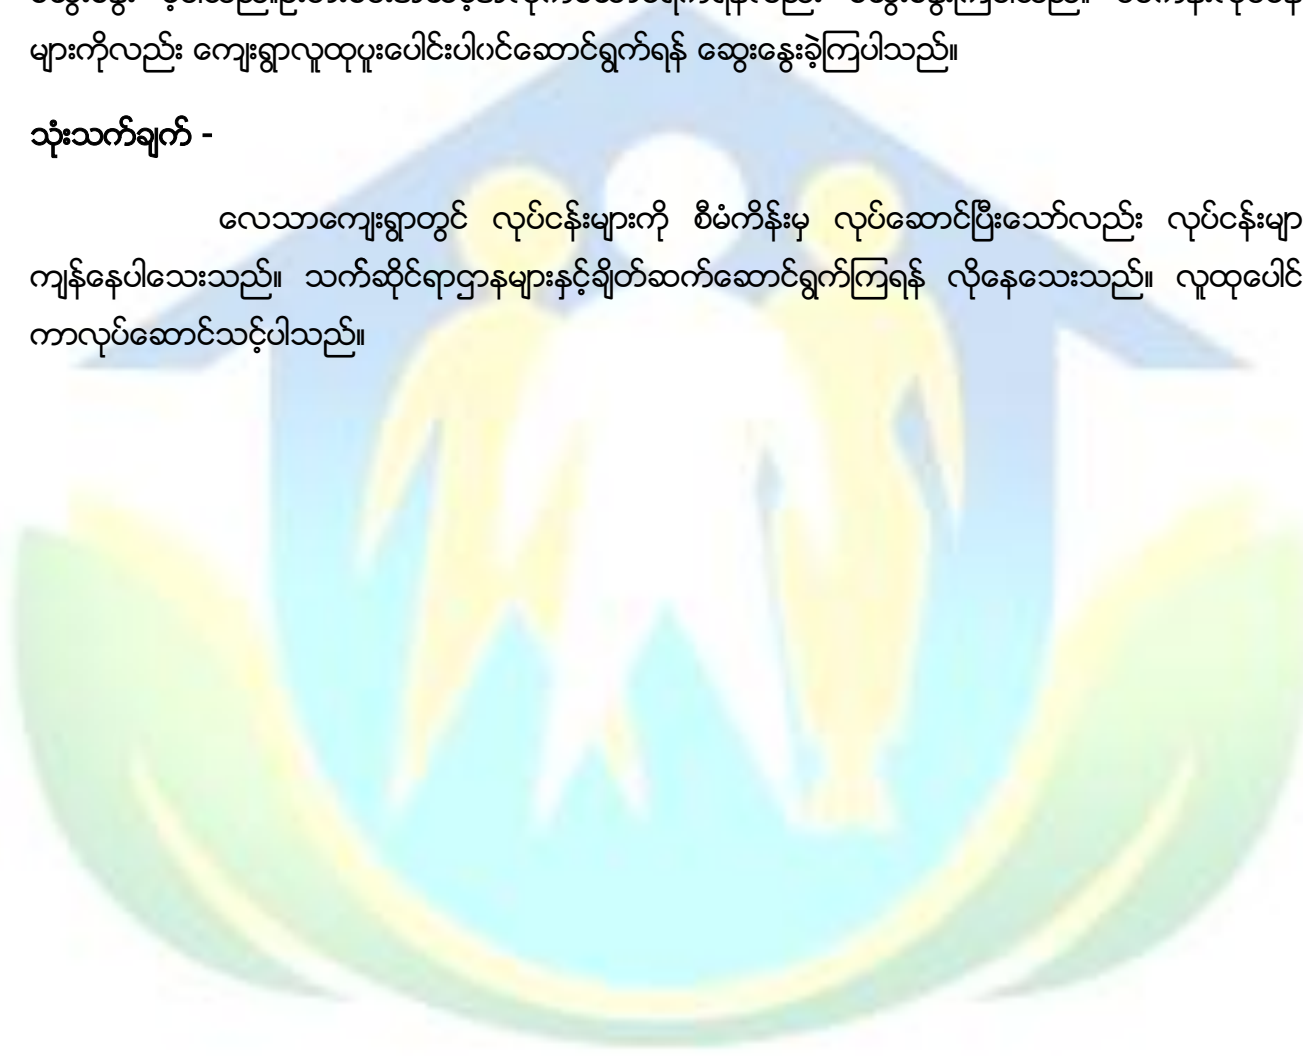 များကိုလည်း ကျေးရွာလူထုပူးပေါင်းပါဝင်ဆောင်ရွက်ရန် ဆွေးနွေးခဲ့ကြပါသည်။
သုံးသက်ချက် -
လေသာကျေးရွာတွင် လုပ်ငန်းများကို စီမံကိန်းမှ လုပ်ဆောင်ပြီးသော်လည်း လုပ်ငန်းမျာ
ကျန်နေပါသေးသည်။ သက်ဆိုင်ရာဌာနများနှင့်ချိတ်ဆက်ဆောင်ရွက်ကြရန် လိုနေသေးသည်။ လူထုပေါင်
ကာလုပ်ဆောင်သင့်ပါသည်။